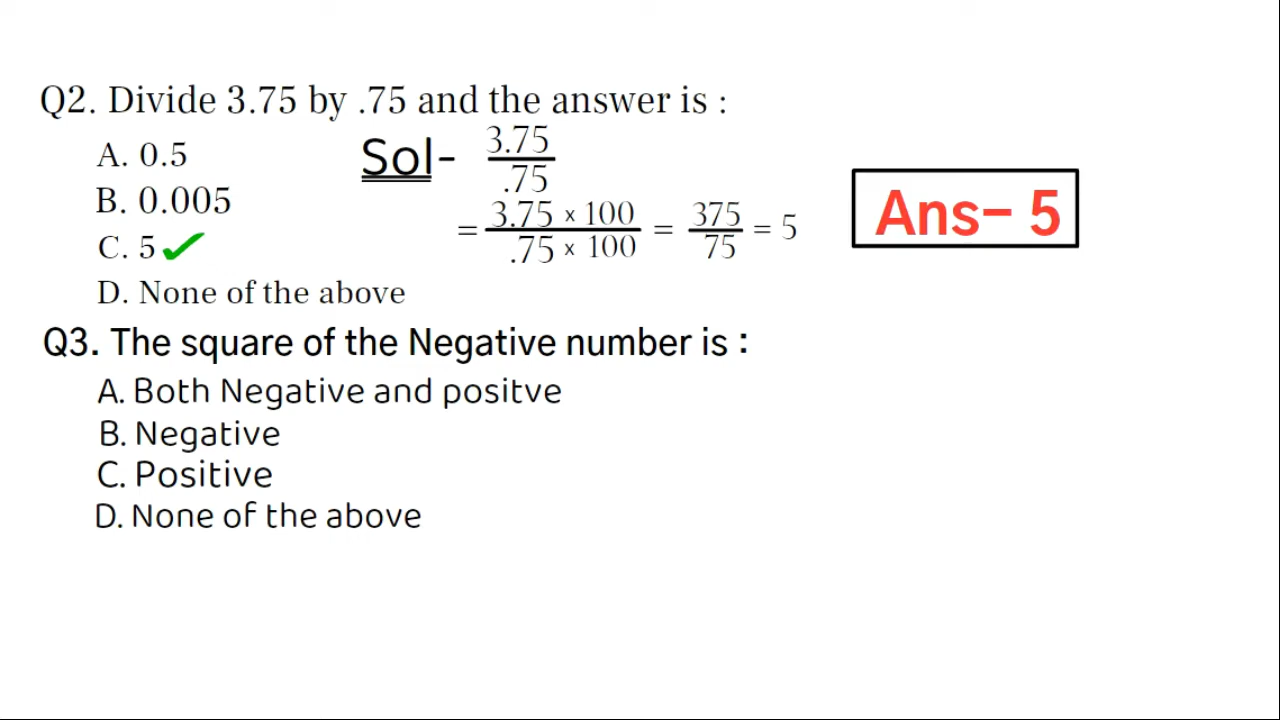 Q2. Divide 3.75 by .75 and the answer is :
A. 0.5
B. 0.005
C. 5
D. None of the above
Sol-
3.75
.75
= 3.75 x 100 = 375 = 5
.75 x 100 75
Ans- 5
Q3. The square of the Negative number is :
A. Both Negative and positve
B. Negative
C. Positive
D. None of the above